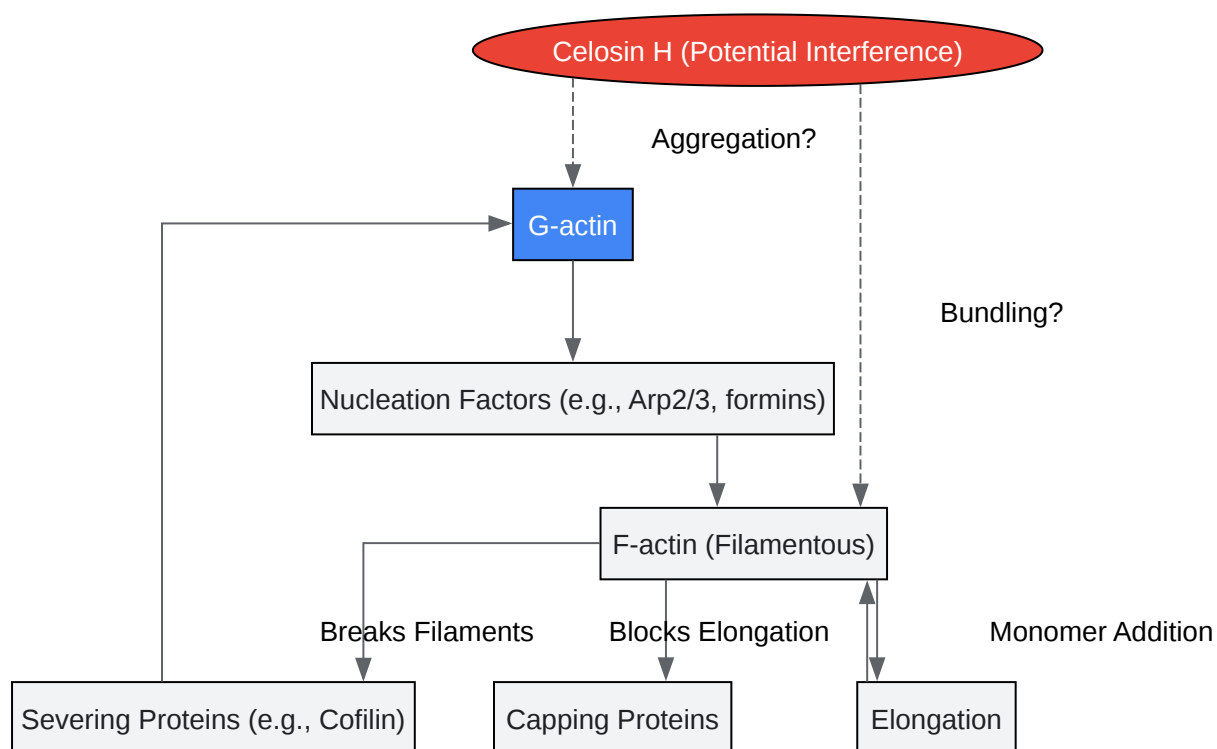 Celosin H (Potential Interference)
Aggregation?
G-actin
Bundling?
Nucleation Factors (e.g., Arp2/3, formins)
F-actin (Filamentous)
Breaks Filaments
Blocks Elongation
Monomer Addition
Severing Proteins (e.g., Cofilin)
Capping Proteins
Elongation